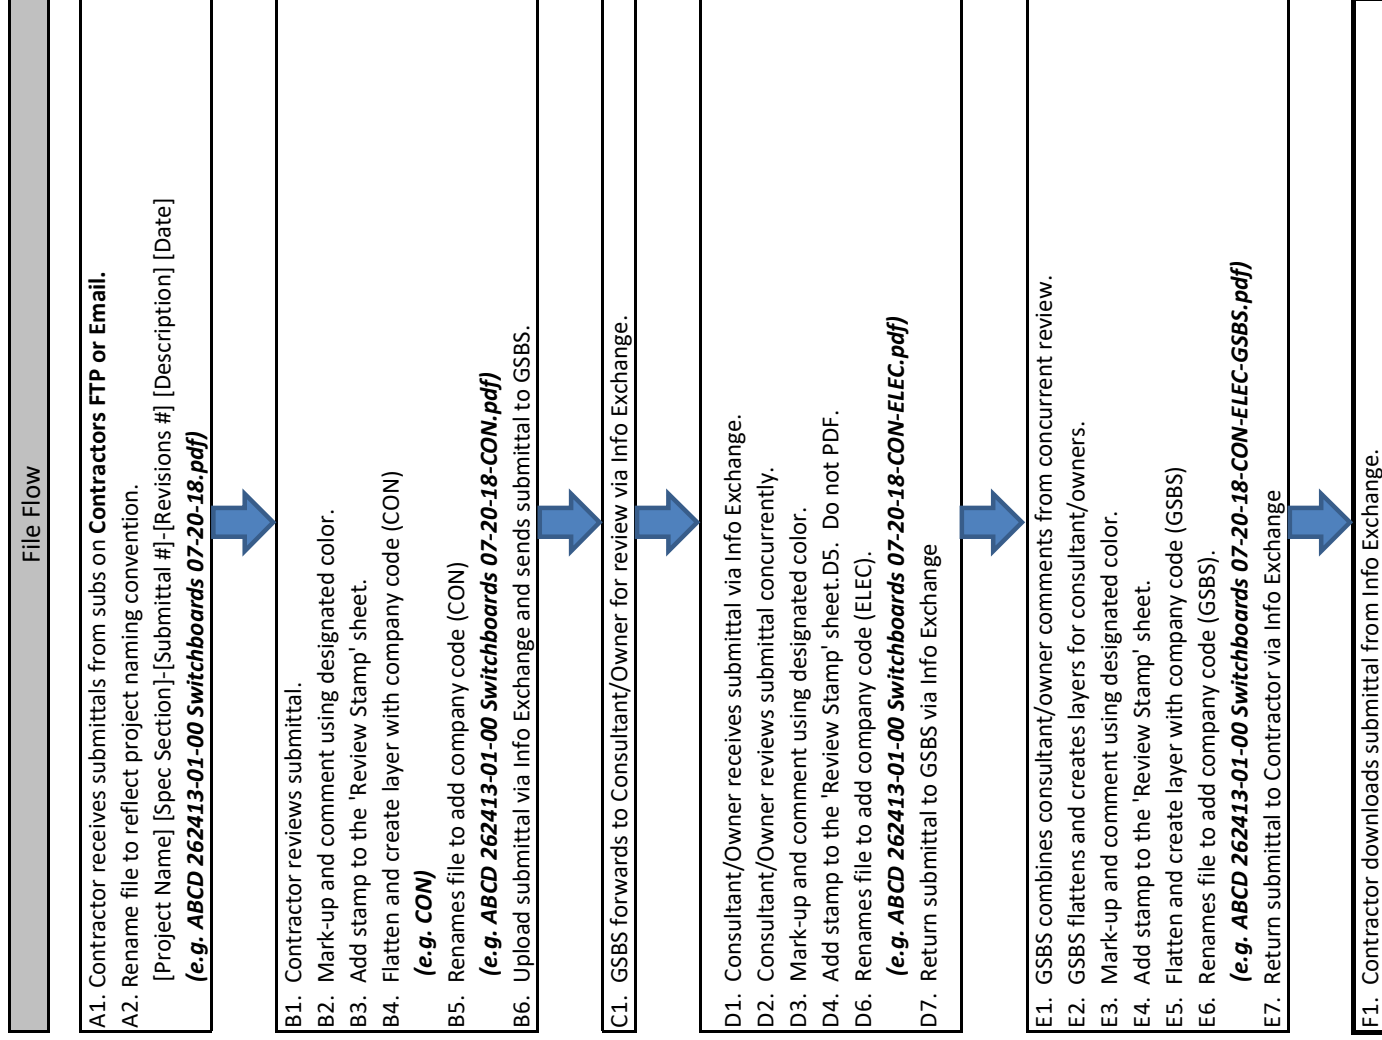 File Flow
A1. Contractor receives submittals from subs on Contractors FTP or Email.
A2. Rename file to reflect project naming convention.
[Project Name] [Spec Section]-[Submittal #]-[Revisions #] [Description] [Date]
(e.g. ABCD 262413-01-00 Switchboards 07-20-18.pdf)
B1. Contractor reviews submittal.
B2. Mark-up and comment using designated color.
B3. Add stamp to the 'Review Stamp' sheet.
B4. Flatten and create layer with company code (CON)
(e.g. CON)
B5. Renames file to add company code (CON)
(e.g. ABCD 262413-01-00 Switchboards 07-20-18-CON.pdf)
B6. Upload submittal via Info Exchange and sends submittal to GSBS.
C1. GSBS forwards to Consultant/Owner for review via Info Exchange.
D1. Consultant/Owner receives submittal via Info Exchange.
D2. Consultant/Owner reviews submittal concurrently.
D3. Mark-up and comment using designated color.
D4. Add stamp to the 'Review Stamp' sheet.D5. Do not PDF.
D6. Renames file to add company code (ELEC).
(e.g. ABCD 262413-01-00 Switchboards 07-20-18-CON-ELEC.pdf)
D7. Return submittal to GSBS via Info Exchange
E1. GSBS combines consultant/owner comments from concurrent review.
E2. GSBS flattens and creates layers for consultant/owners.
E3. Mark-up and comment using designated color.
E4. Add stamp to the 'Review Stamp' sheet.
E5. Flatten and create layer with company code (GSBS)
E6. Renames file to add company code (GSBS).
(e.g. ABCD 262413-01-00 Switchboards 07-20-18-CON-ELEC-GSBS.pdf)
E7. Return submittal to Contractor via Info Exchange
F1. Contractor downloads submittal from Info Exchange.